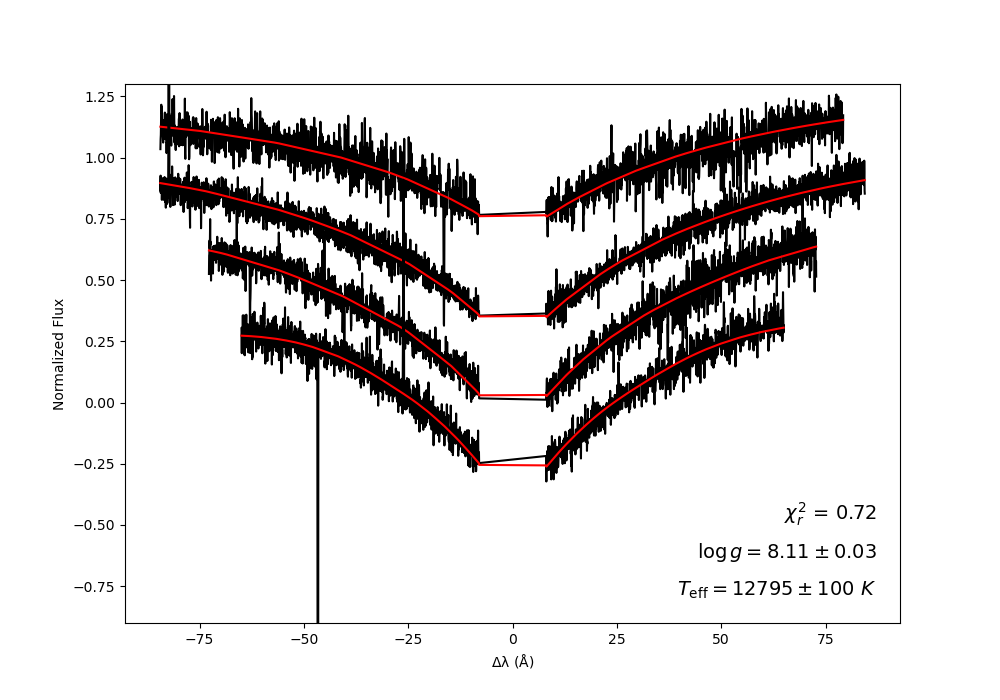 1.25
1.00
0.75
0.50
0.25
0.00
−0.25
−0.50
−0.75
Normalized Flux
χ²ᵣ = 0.72
log g = 8.11 ± 0.03
T_eff = 12795 ± 100 K
−75 −50 −25 0 25 50 75
Δλ (Å)